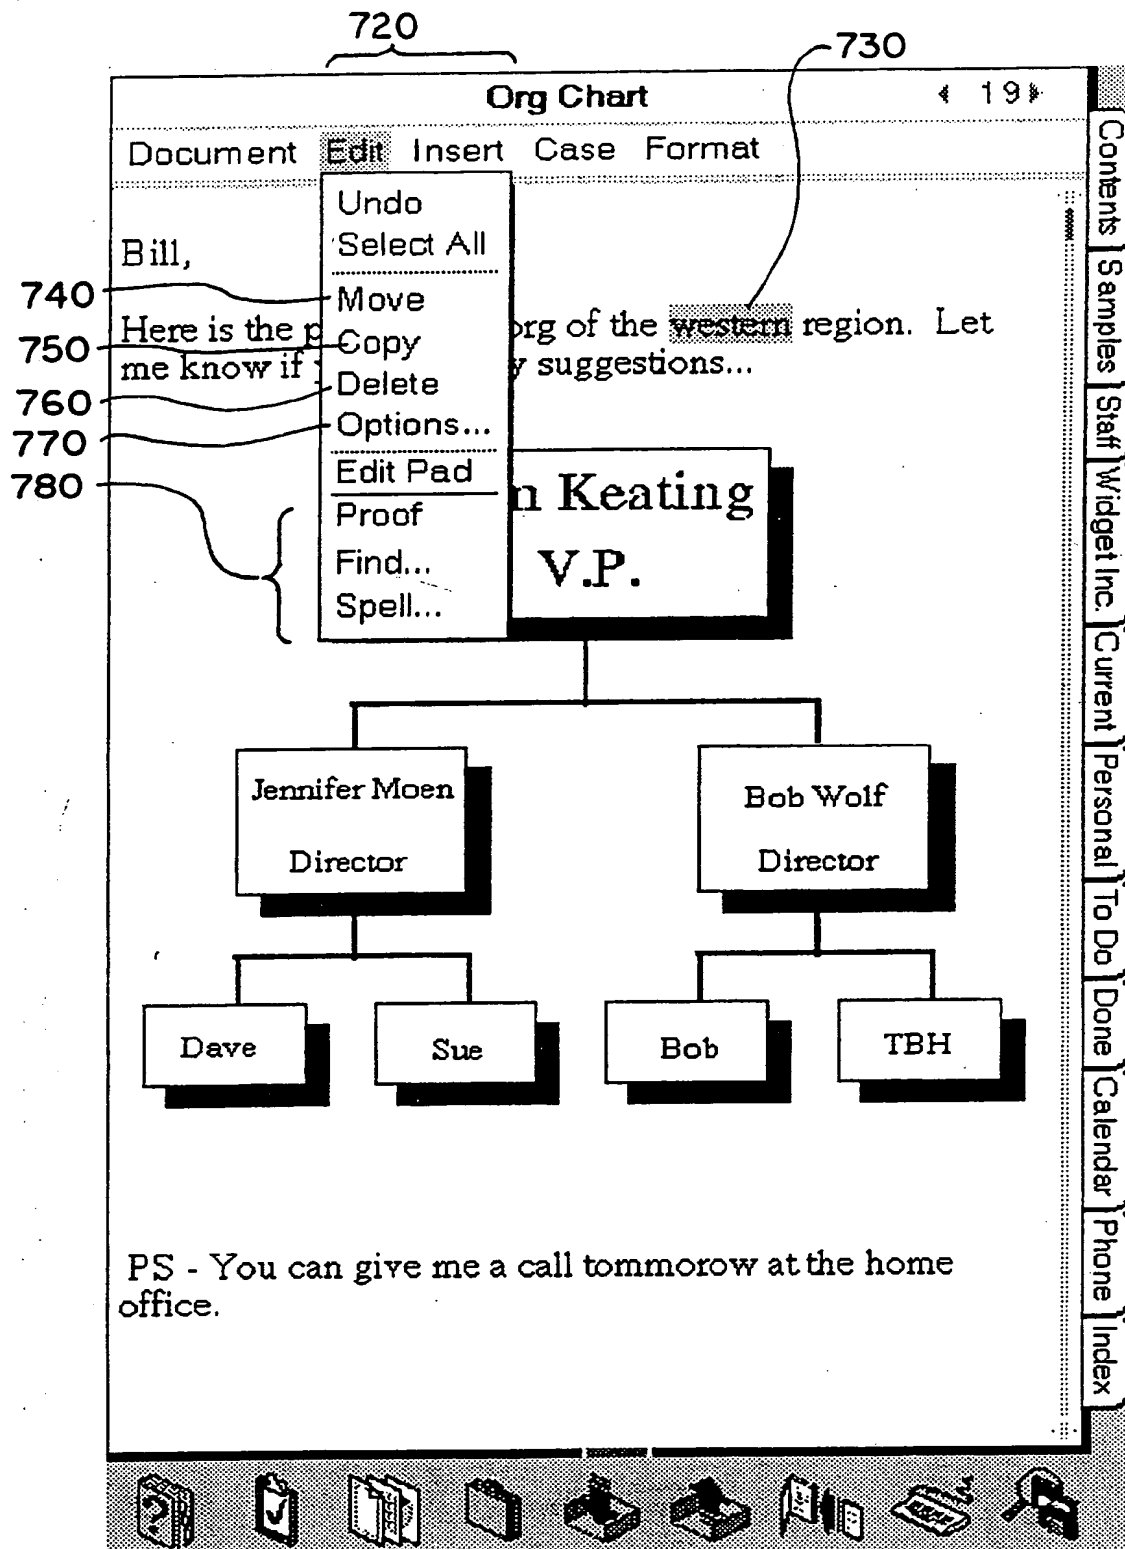 720
730
Org Chart
19
Document Edit Insert Case Format
Undo
Select All
Bill,
740
Move
Here is the p org of the western region. Let
750
Copy
me know if y suggestions...
760
Delete
770
Options...
780
Edit Pad
n Keating
Proof
Find...
V.P.
Spell...
Jennifer Moen
Director
Bob Wolf
Director
Dave
Sue
Bob
TBH
PS - You can give me a call tommorow at the home
office.
Contents
Samples
Staff
Widget Inc.
Current
Personal
To Do
Done
Calendar
Phone
Index
?